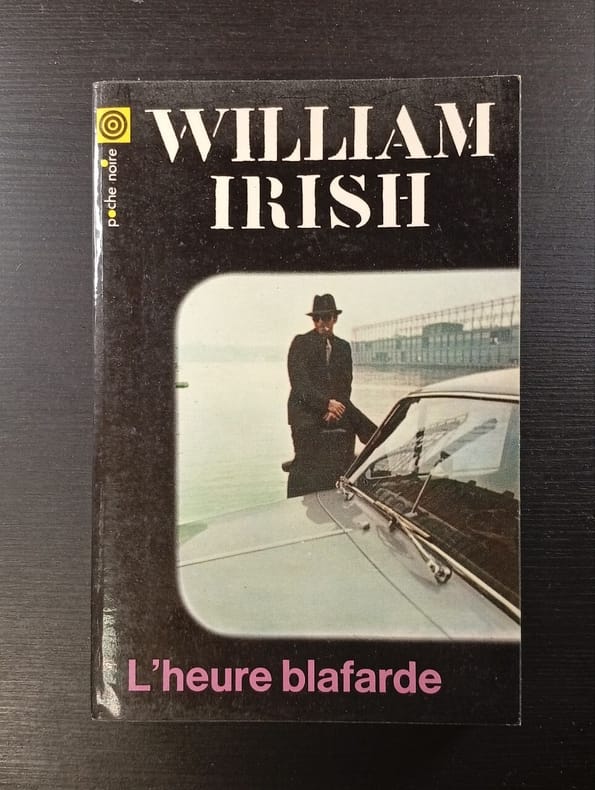 WILLIAM
IRISH
poche noire
L'heure blafarde